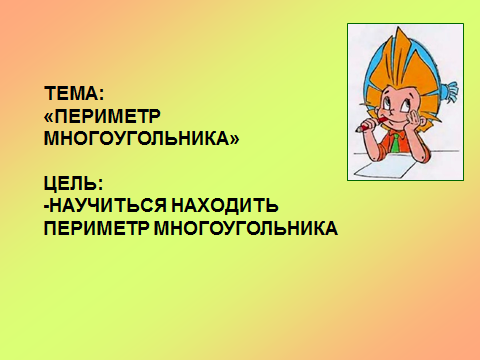 ТЕМА:
«ПЕРИМЕТР
МНОГОУГОЛЬНИКА»
ЦЕЛЬ:
-НАУЧИТЬСЯ НАХОДИТЬ
ПЕРИМЕТР МНОГОУГОЛЬНИКА